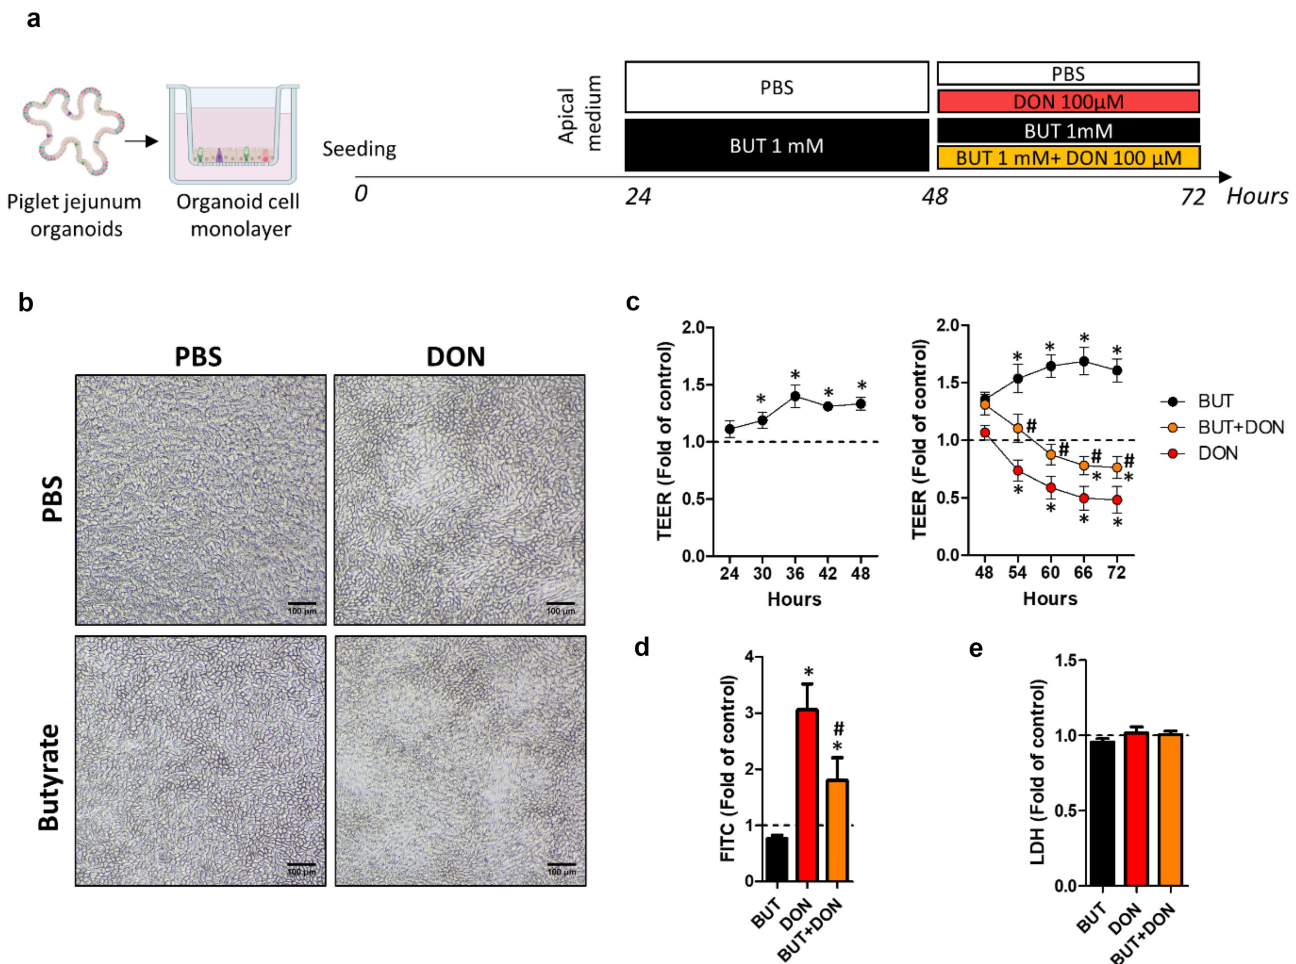 a
PBS
DON 100µM
BUT 1mM
BUT 1 mM+ DON 100 µM
PBS
BUT 1 mM
Apical
medium
Seeding
0
24
48
72
Hours
Piglet jejunum
organoids
Organoid cell
monolayer
b
PBS
DON
PBS
Butyrate
100 µm
100 µm
100 µm
100 µm
c
TEER (Fold of control)
2.0
1.5
1.0
0.5
0.0
* * * *
24 30 36 42 48
Hours
TEER (Fold of control)
2.0
1.5
1.0
0.5
0.0
* * * *
# # # #
* *
* * * *
48 54 60 66 72
Hours
BUT
BUT+DON
DON
d
FITC (Fold of control)
4
3
2
1
0
*
#
*
BUT
DON
BUT+DON
e
LDH (Fold of control)
1.5
1.0
0.5
0.0
BUT
DON
BUT+DON